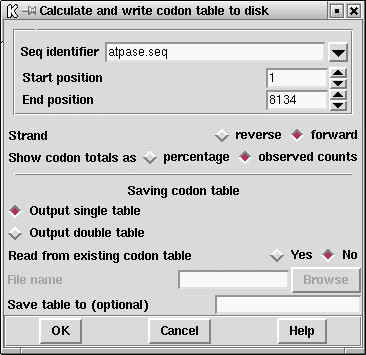 Calculate and write codon table to disk
Seq identifier atpase.seq
Start position 1
End position 8134
Strand reverse forward
Show codon totals as percentage observed counts
Saving codon table
Output single table
Output double table
Read from existing codon table Yes No
File name Browse
Save table to (optional)
OK Cancel Help